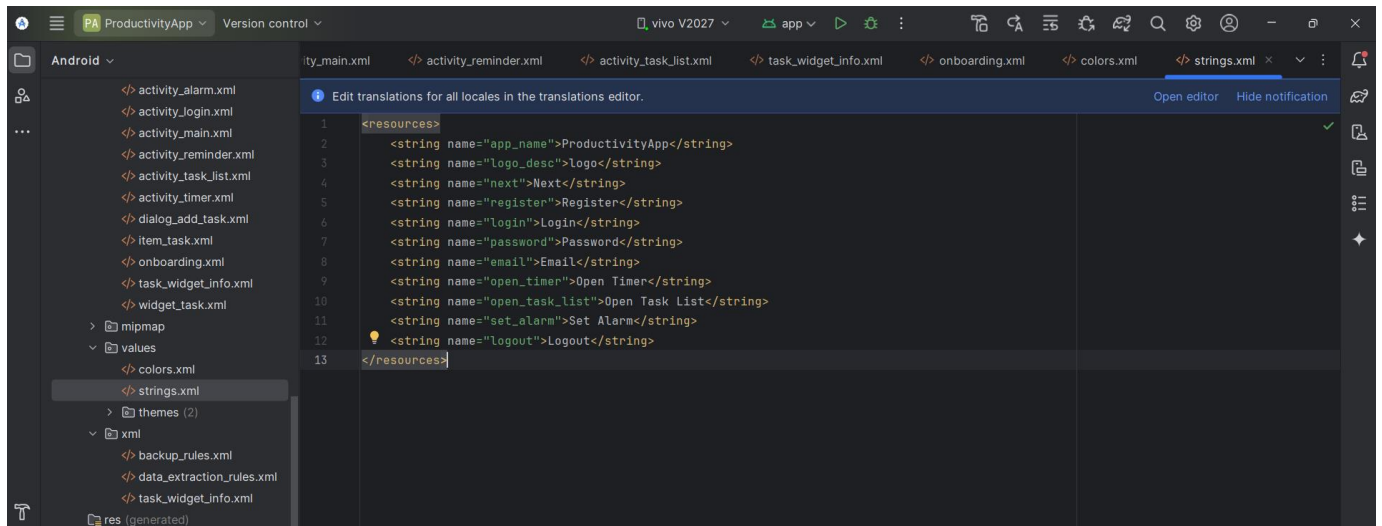 PA ProductivityApp Version control vivo V2027 app
Android
ity_main.xml activity_reminder.xml activity_task_list.xml task_widget_info.xml onboarding.xml colors.xml strings.xml
activity_alarm.xml
activity_login.xml
activity_main.xml
activity_reminder.xml
activity_task_list.xml
activity_timer.xml
dialog_add_task.xml
item_task.xml
onboarding.xml
task_widget_info.xml
widget_task.xml
mipmap
values
colors.xml
strings.xml
themes (2)
xml
backup_rules.xml
data_extraction_rules.xml
task_widget_info.xml
res (generated)
Edit translations for all locales in the translations editor. Open editor Hide notification
1 <resources>
2 <string name="app_name">ProductivityApp</string>
3 <string name="logo_desc">logo</string>
4 <string name="next">Next</string>
5 <string name="register">Register</string>
6 <string name="login">Login</string>
7 <string name="password">Password</string>
8 <string name="email">Email</string>
9 <string name="open_timer">Open Timer</string>
10 <string name="open_task_list">Open Task List</string>
11 <string name="set_alarm">Set Alarm</string>
12 <string name="logout">Logout</string>
13 </resources>